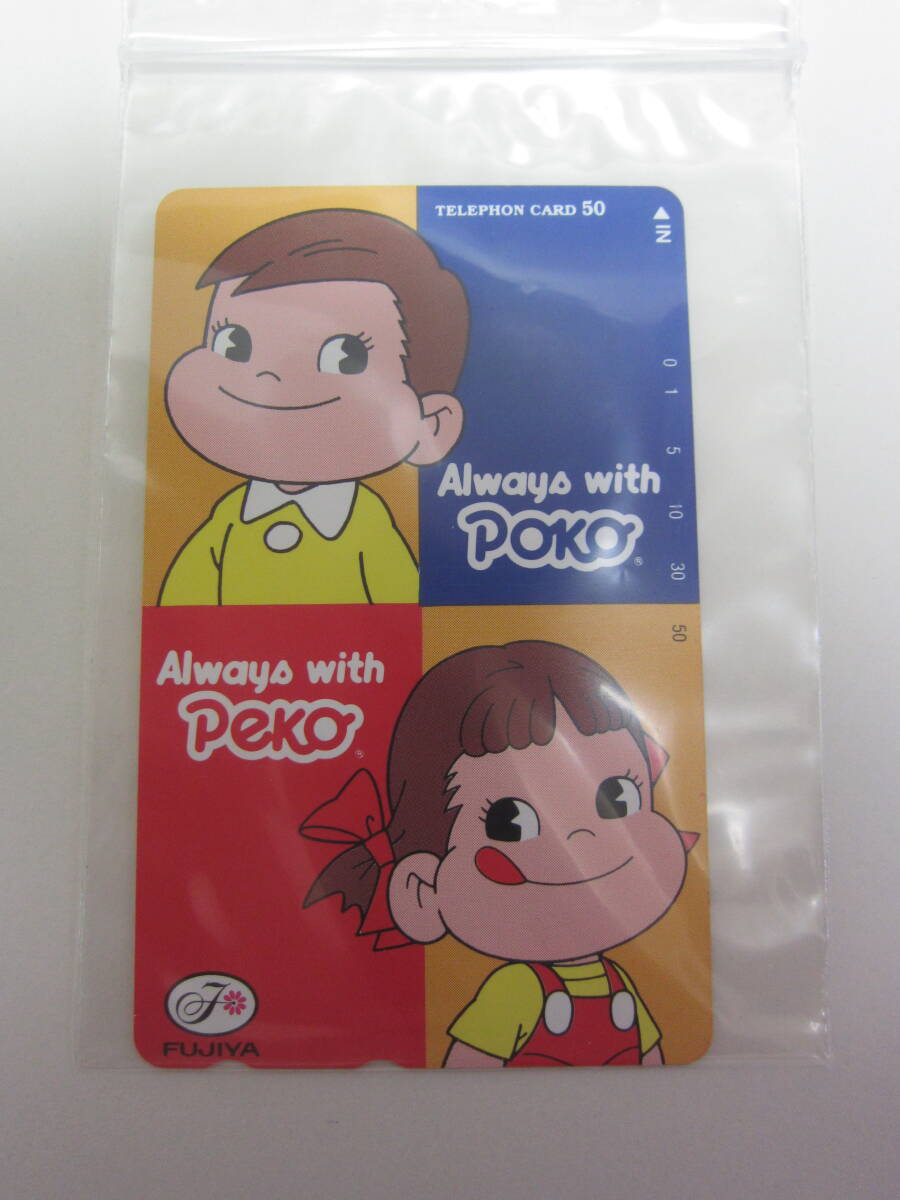 TELEPHON CARD 50
▲IN
0
1
5
10
30
50
Always with
POKO®
Always with
Peko®
F
FUJIYA